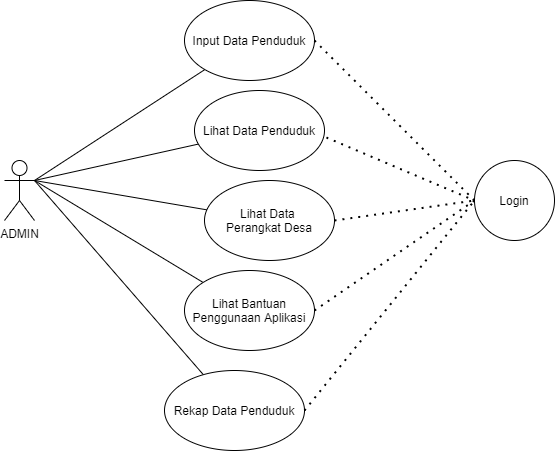 Input Data Penduduk
Lihat Data Penduduk
ADMIN
Lihat Data
Perangkat Desa
Login
Lihat Bantuan
Penggunaan Aplikasi
Rekap Data Penduduk